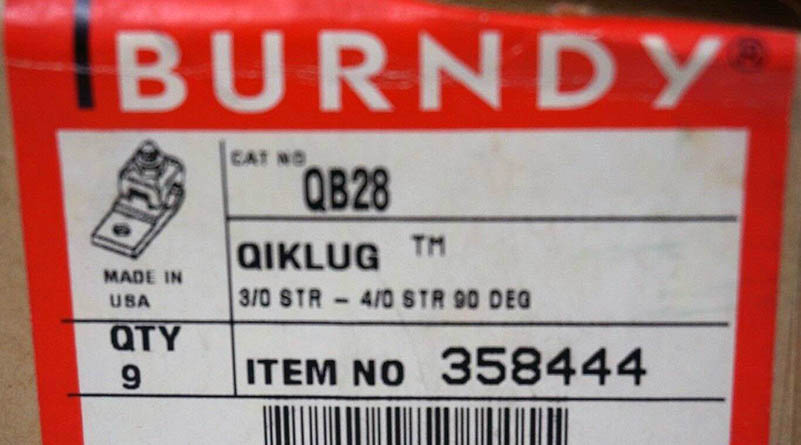 BURNDY®
CAT NO
QB28
QIKLUG TM
3/0 STR - 4/0 STR 90 DEG
MADE IN
USA
QTY
9
ITEM NO 358444